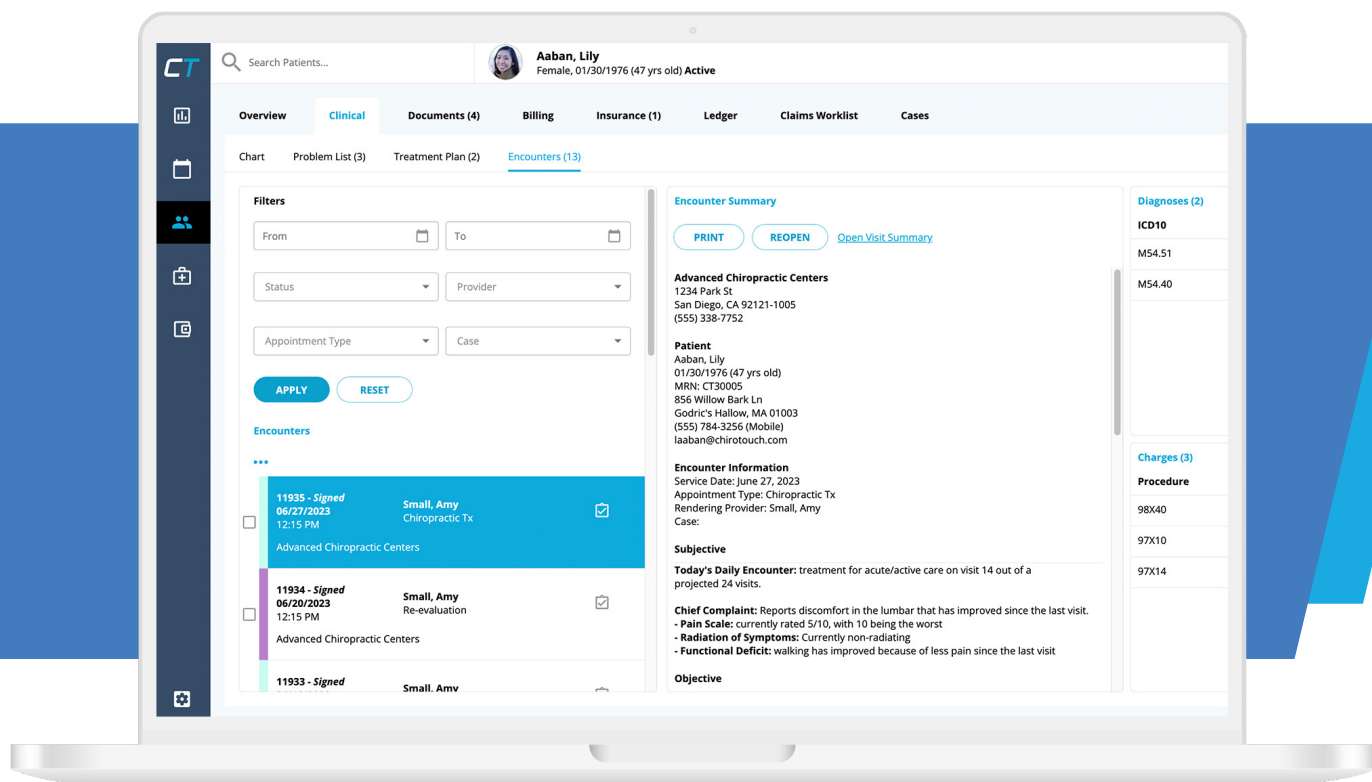 CT
Search Patients...
Aaban, Lily
Female, 01/30/1976 (47 yrs old) Active
Overview
Clinical
Documents (4)
Billing
Insurance (1)
Ledger
Claims Worklist
Cases
Chart
Problem List (3)
Treatment Plan (2)
Encounters (13)
Filters
From
To
Status
Provider
Appointment Type
Case
APPLY
RESET
Encounters
11935 - Signed
06/27/2023
12:15 PM
Small, Amy
Chiropractic Tx
Advanced Chiropractic Centers
11934 - Signed
06/20/2023
12:15 PM
Small, Amy
Re-evaluation
Advanced Chiropractic Centers
11933 - Signed
Small, Amy
Encounter Summary
PRINT
REOPEN
Open Visit Summary
Advanced Chiropractic Centers
1234 Park St
San Diego, CA 92121-1005
(555) 338-7752
Patient
Aaban, Lily
01/30/1976 (47 yrs old)
MRN: CT30005
856 Willow Bark Ln
Godric's Hallow, MA 01003
(555) 784-3256 (Mobile)
laaban@chirotouch.com
Encounter Information
Service Date: June 27, 2023
Appointment Type: Chiropractic Tx
Rendering Provider: Small, Amy
Case:
Subjective
Today's Daily Encounter: treatment for acute/active care on visit 14 out of a
projected 24 visits.
Chief Complaint: Reports discomfort in the lumbar that has improved since the last visit.
- Pain Scale: currently rated 5/10, with 10 being the worst
- Radiation of Symptoms: Currently non-radiating
- Functional Deficit: walking has improved because of less pain since the last visit
Objective
Diagnoses (2)
ICD10
M54.51
M54.40
Charges (3)
Procedure
98X40
97X10
97X14